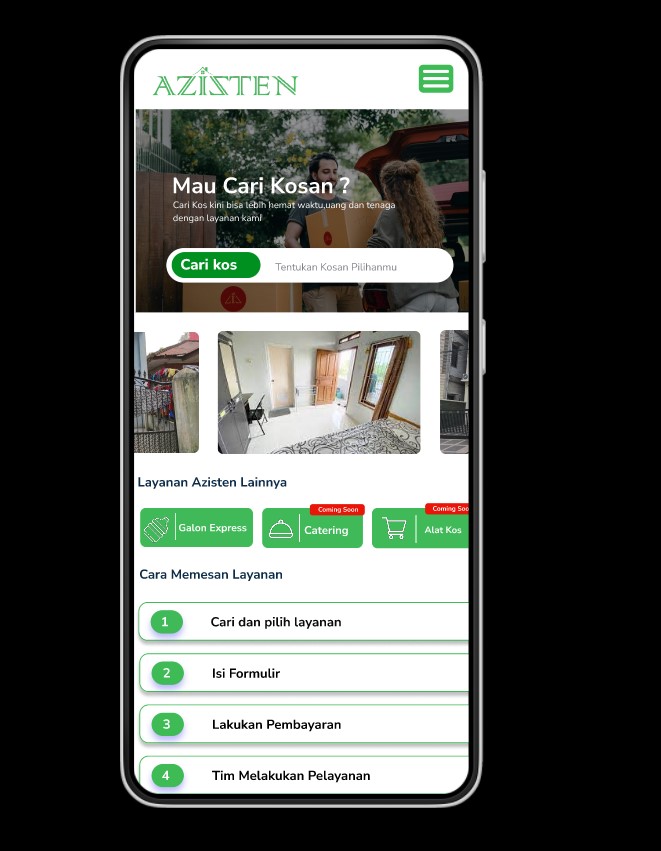 AZISTEN
Mau Cari Kosan ?
Cari Kos kini bisa lebih hemat waktu,uang dan tenaga
dengan layanan kami
Cari kos
Tentukan Kosan Pilihanmu
Layanan Azisten Lainnya
Coming Soon
Coming Soo
Galon Express
Catering
Alat Kos
Cara Memesan Layanan
1 Cari dan pilih layanan
2 Isi Formulir
3 Lakukan Pembayaran
4 Tim Melakukan Pelayanan